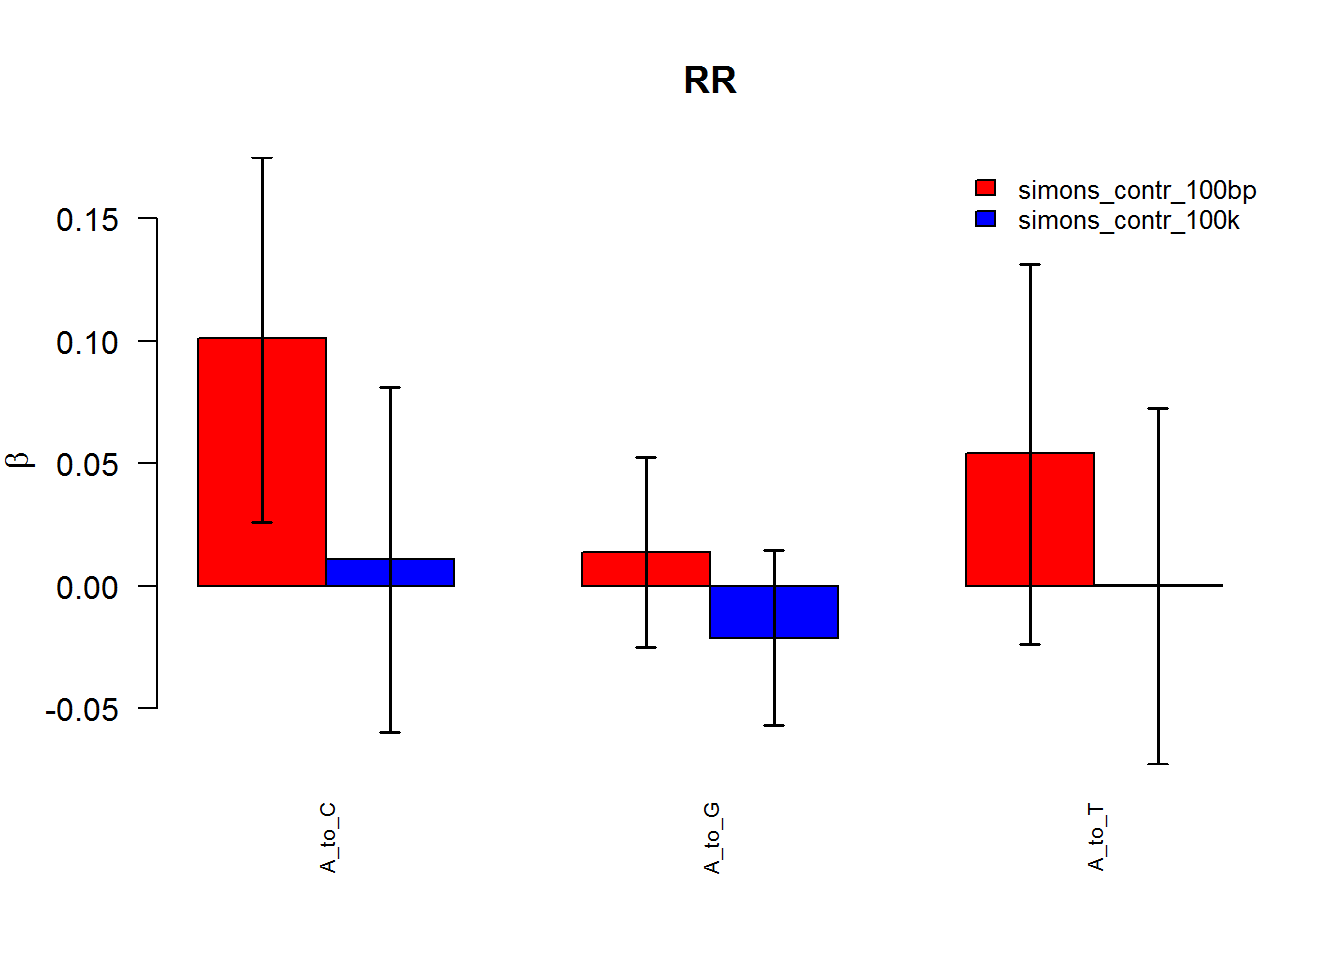 RR
simons_contr_100bp
simons_contr_100k
0.15
0.10
0.05
0.00
-0.05
β
A_to_C
A_to_G
A_to_T